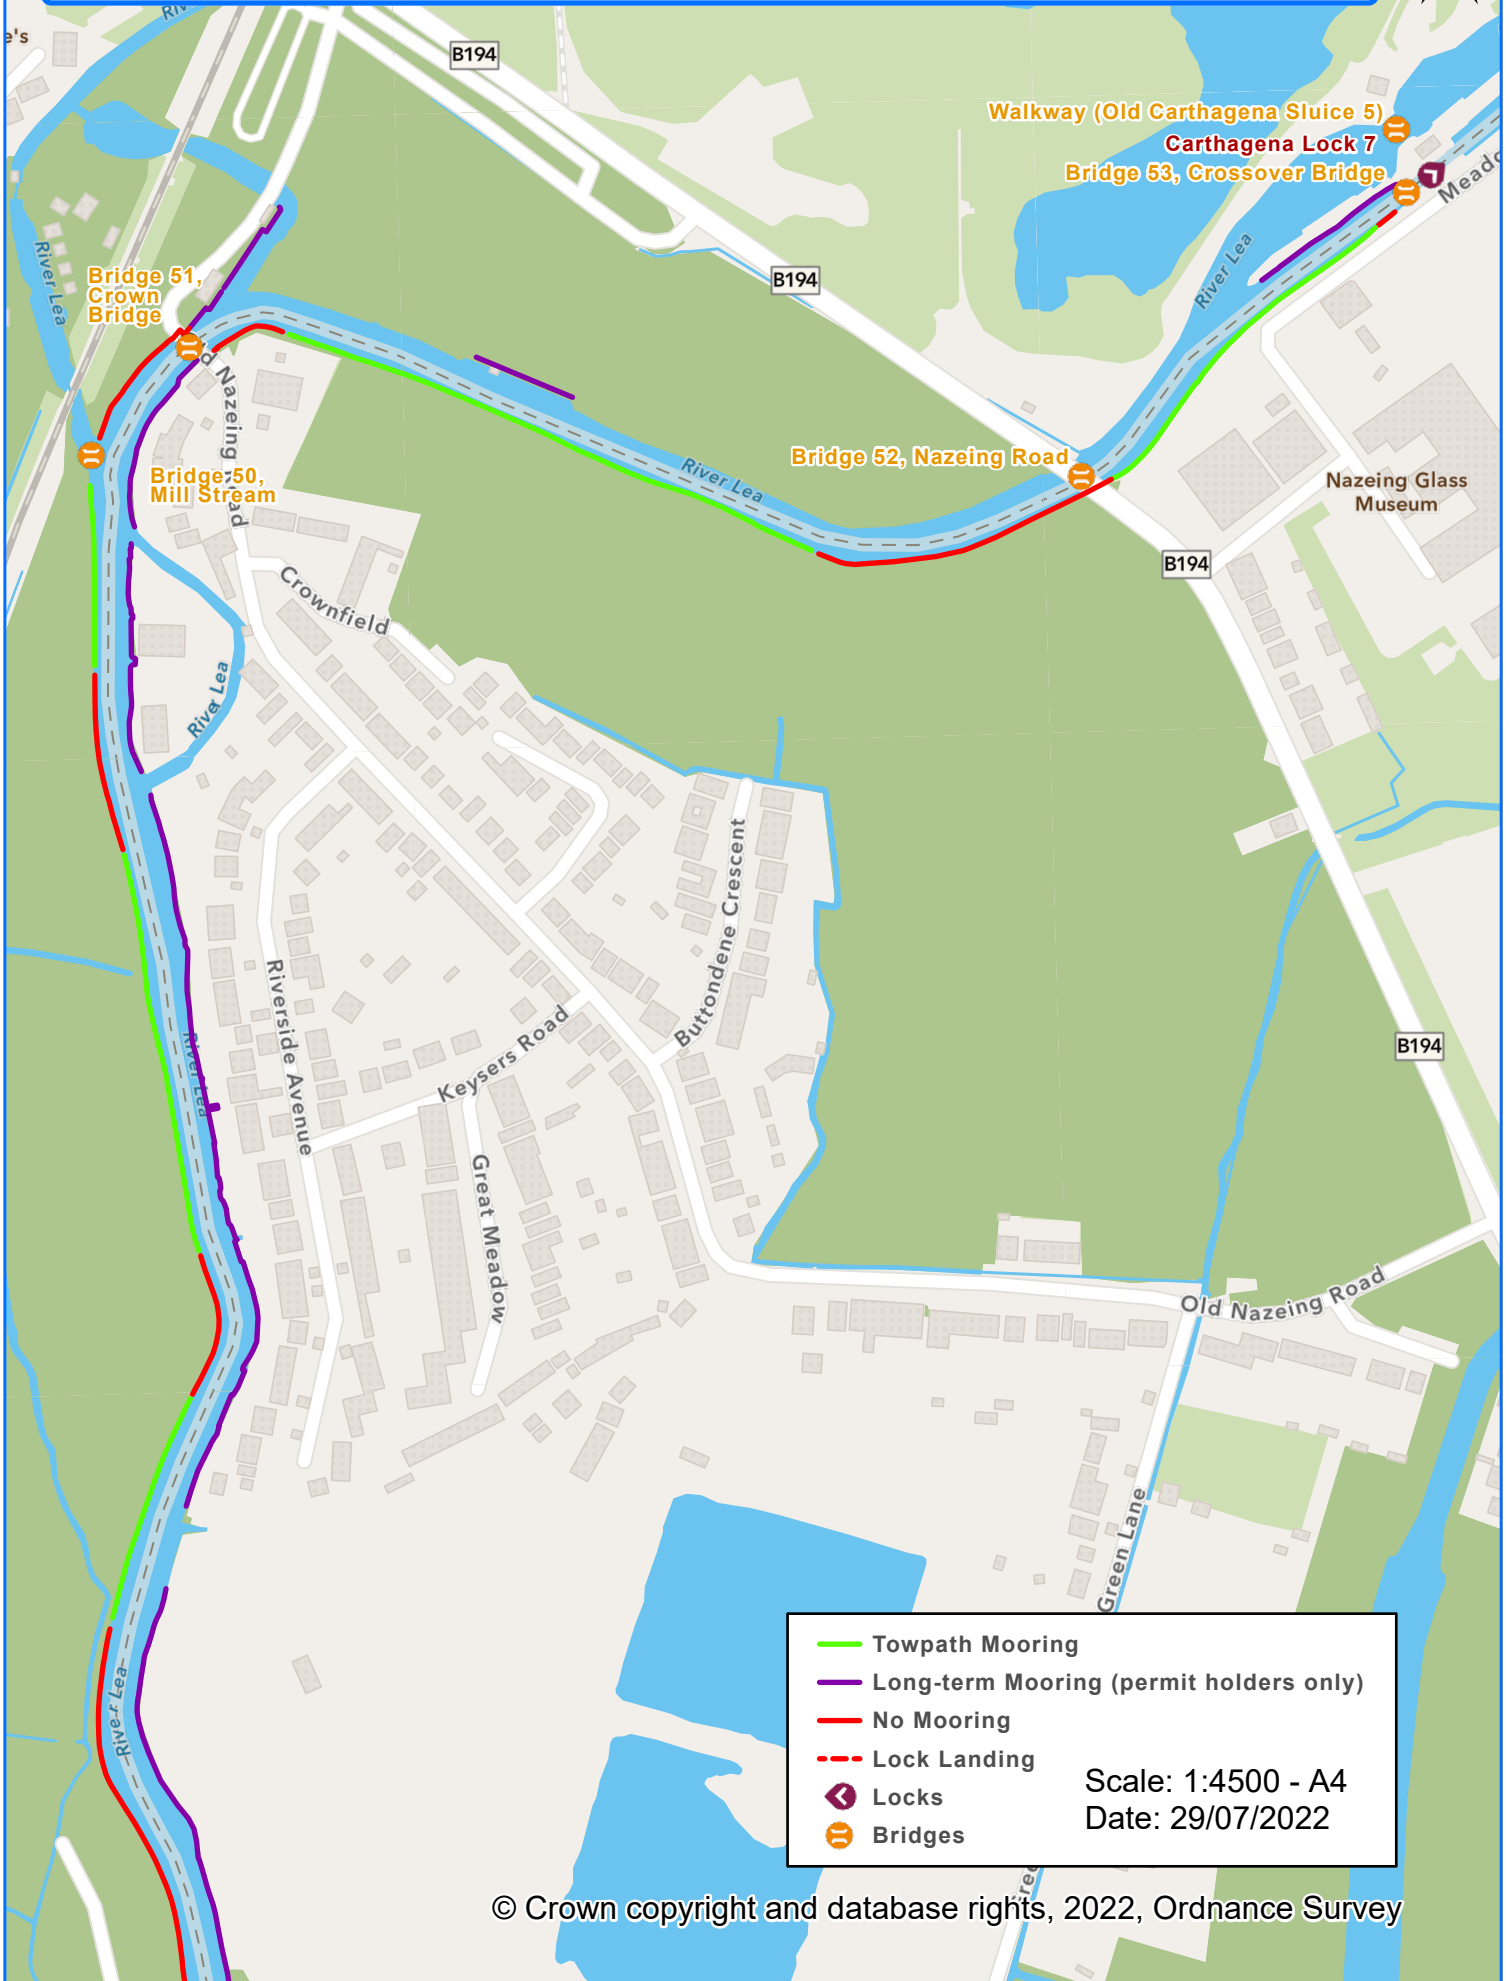 e's
B194
Walkway (Old Carthagena Sluice 5)
Carthagena Lock 7
Bridge 53, Crossover Bridge
River Lea
River Lea
Bridge 51,
Crown
Bridge
B194
Old Nazeing Road
Bridge 50,
Mill Stream
River Lea
Bridge 52, Nazeing Road
Nazeing Glass
Museum
B194
Crownfield
River Lea
Buttondene Crescent
Riverside Avenue
Keysers Road
River Lea
B194
Great Meadow
Old Nazeing Road
Green Lane
River Lea
Towpath Mooring
Long-term Mooring (permit holders only)
No Mooring
Lock Landing
Locks
Bridges
Scale: 1:4500 - A4
Date: 29/07/2022
© Crown copyright and database rights, 2022, Ordnance Survey